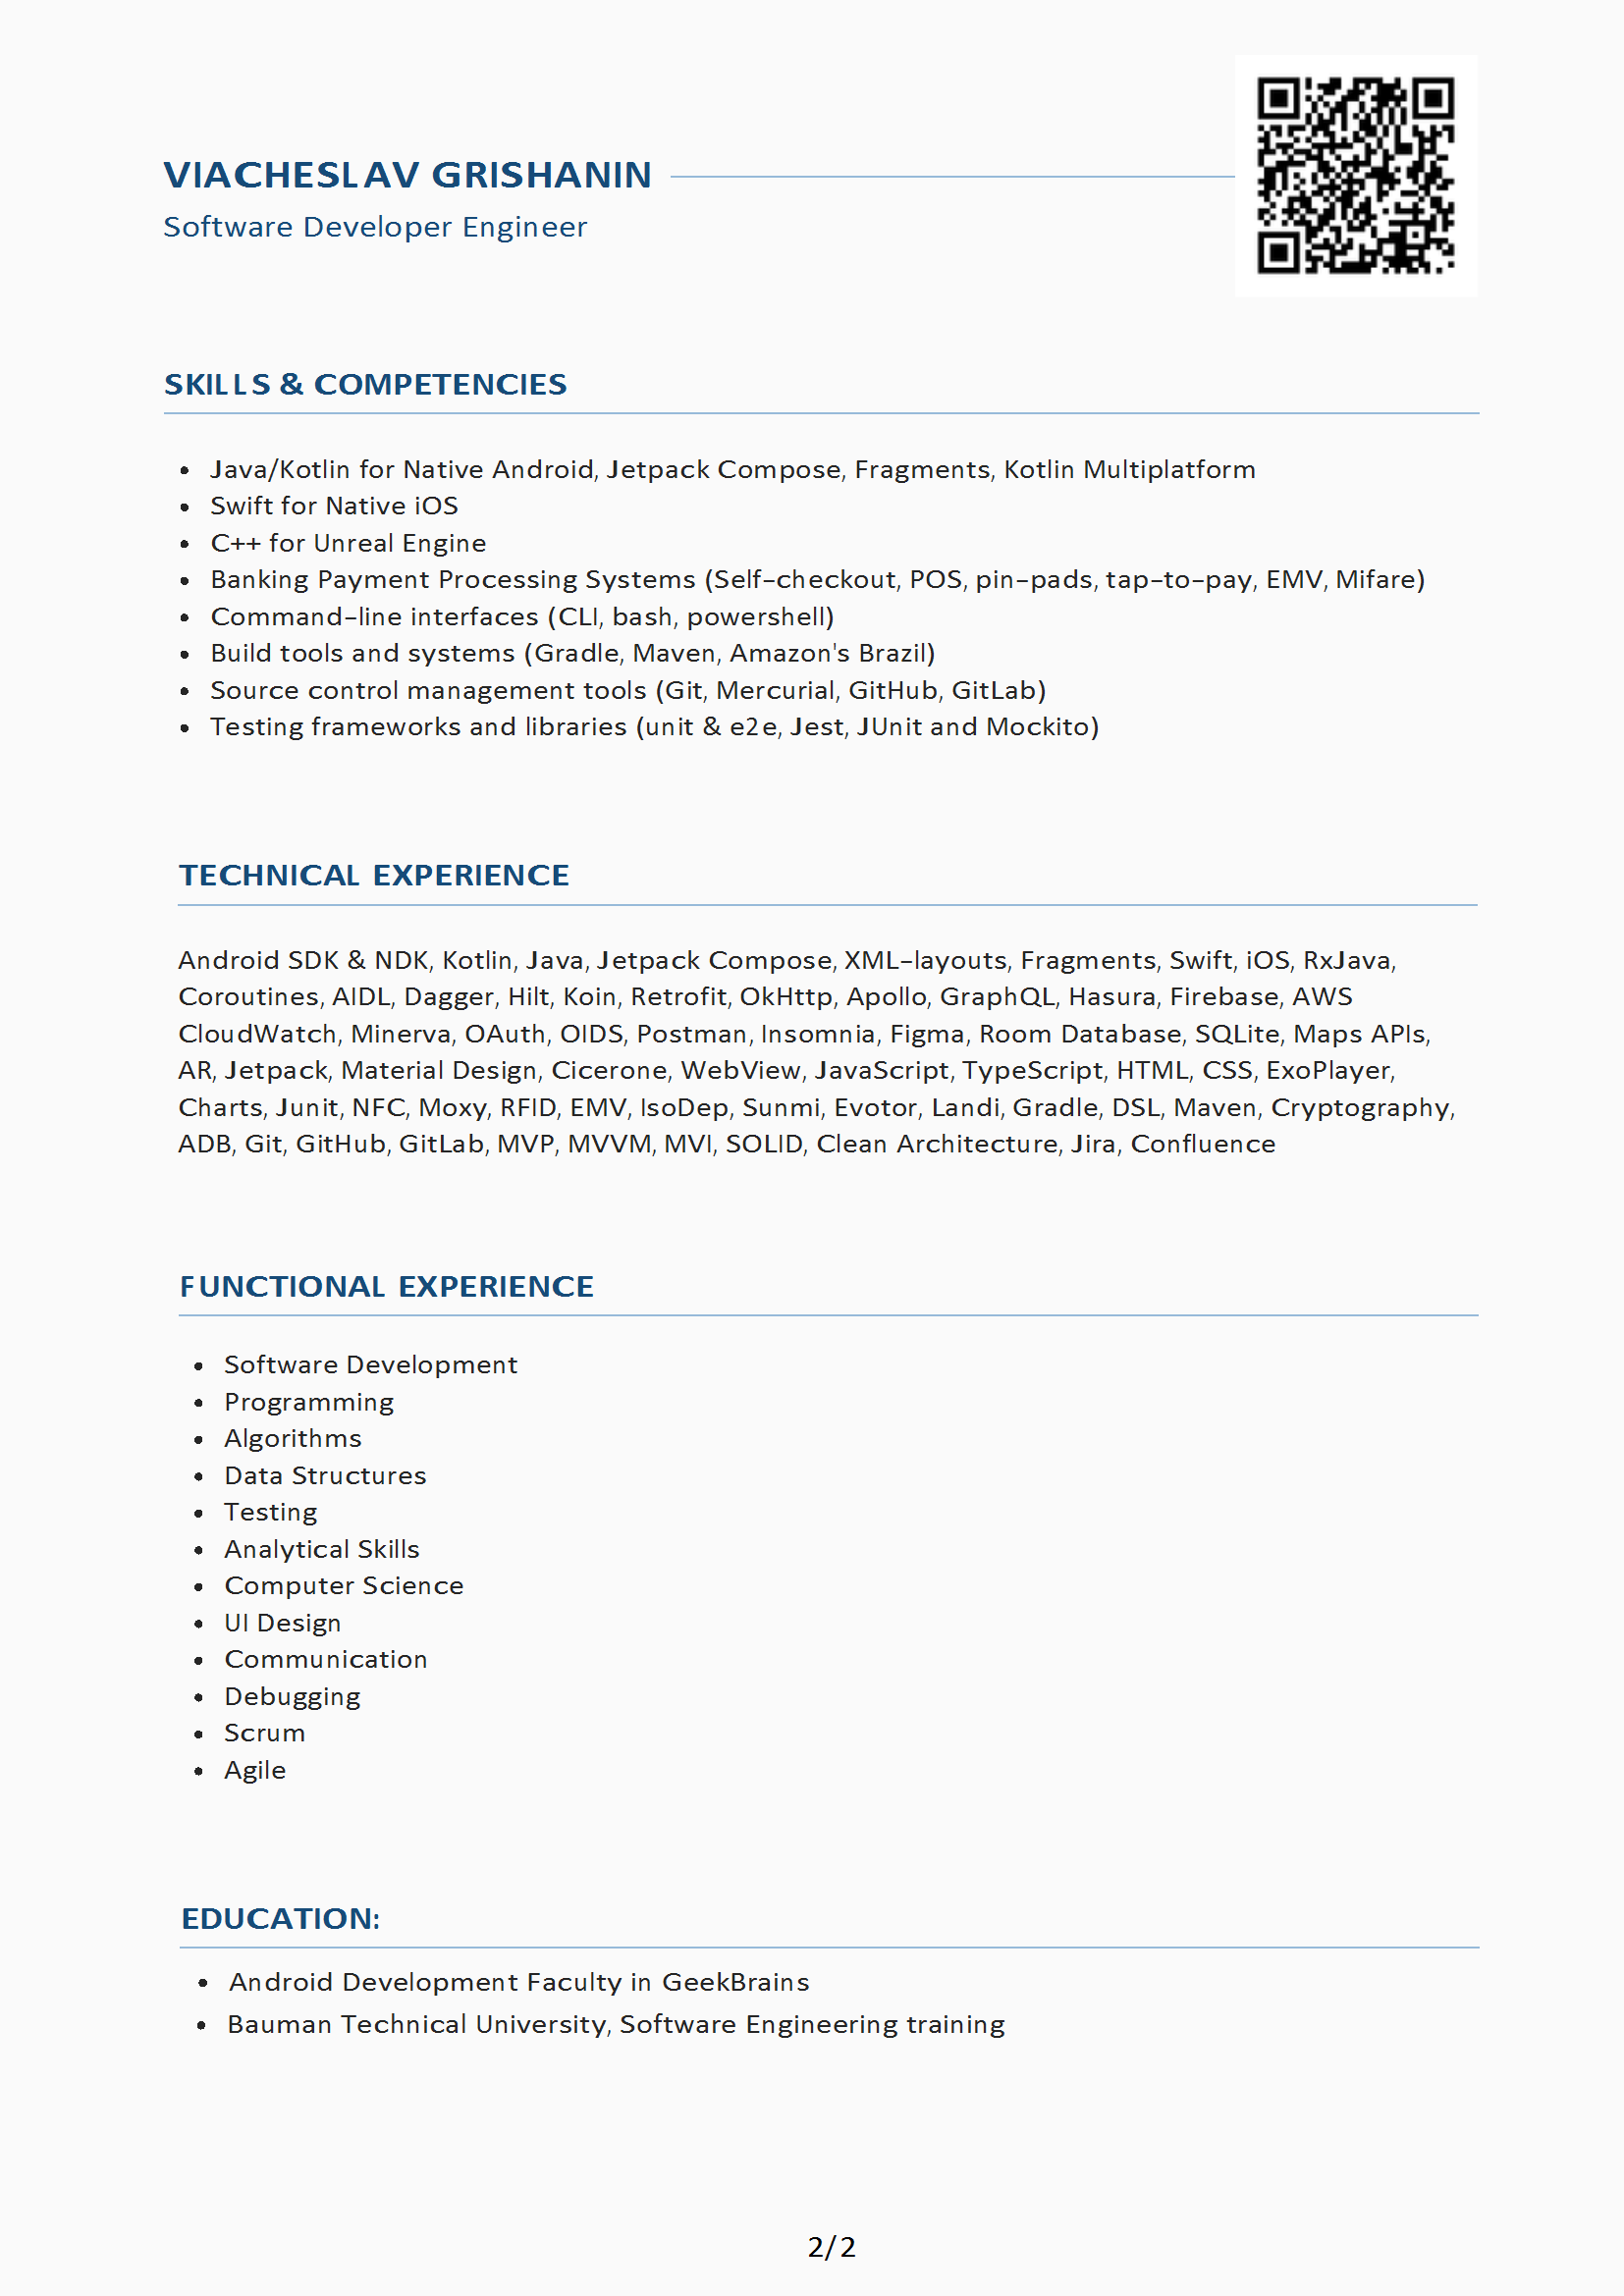 VIACHESLAV GRISHANIN
Software Developer Engineer
SKILLS & COMPETENCIES
• Java/Kotlin for Native Android, Jetpack Compose, Fragments, Kotlin Multiplatform
• Swift for Native iOS
• C++ for Unreal Engine
• Banking Payment Processing Systems (Self-checkout, POS, pin-pads, tap-to-pay, EMV, Mifare)
• Command-line interfaces (CLI, bash, powershell)
• Build tools and systems (Gradle, Maven, Amazon's Brazil)
• Source control management tools (Git, Mercurial, GitHub, GitLab)
• Testing frameworks and libraries (unit & e2e, Jest, JUnit and Mockito)
TECHNICAL EXPERIENCE
Android SDK & NDK, Kotlin, Java, Jetpack Compose, XML-layouts, Fragments, Swift, iOS, RxJava,
Coroutines, AIDL, Dagger, Hilt, Koin, Retrofit, OkHttp, Apollo, GraphQL, Hasura, Firebase, AWS
CloudWatch, Minerva, OAuth, OIDS, Postman, Insomnia, Figma, Room Database, SQLite, Maps APIs,
AR, Jetpack, Material Design, Cicerone, WebView, JavaScript, TypeScript, HTML, CSS, ExoPlayer,
Charts, Junit, NFC, Moxy, RFID, EMV, IsoDep, Sunmi, Evotor, Landi, Gradle, DSL, Maven, Cryptography,
ADB, Git, GitHub, GitLab, MVP, MVVM, MVI, SOLID, Clean Architecture, Jira, Confluence
FUNCTIONAL EXPERIENCE
• Software Development
• Programming
• Algorithms
• Data Structures
• Testing
• Analytical Skills
• Computer Science
• UI Design
• Communication
• Debugging
• Scrum
• Agile
EDUCATION:
• Android Development Faculty in GeekBrains
• Bauman Technical University, Software Engineering training
2/2